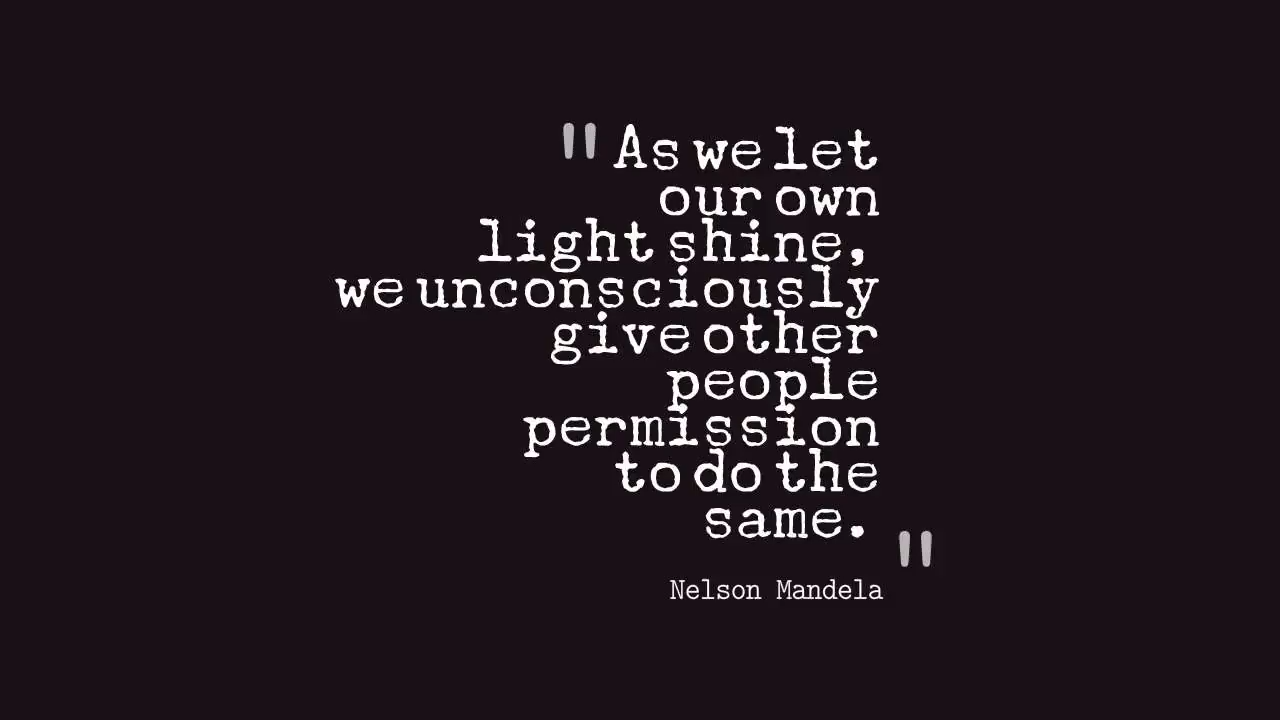 " As we let
our own
light shine,
we unconsciously
give other
people
permission
to do the
same. "
Nelson Mandela